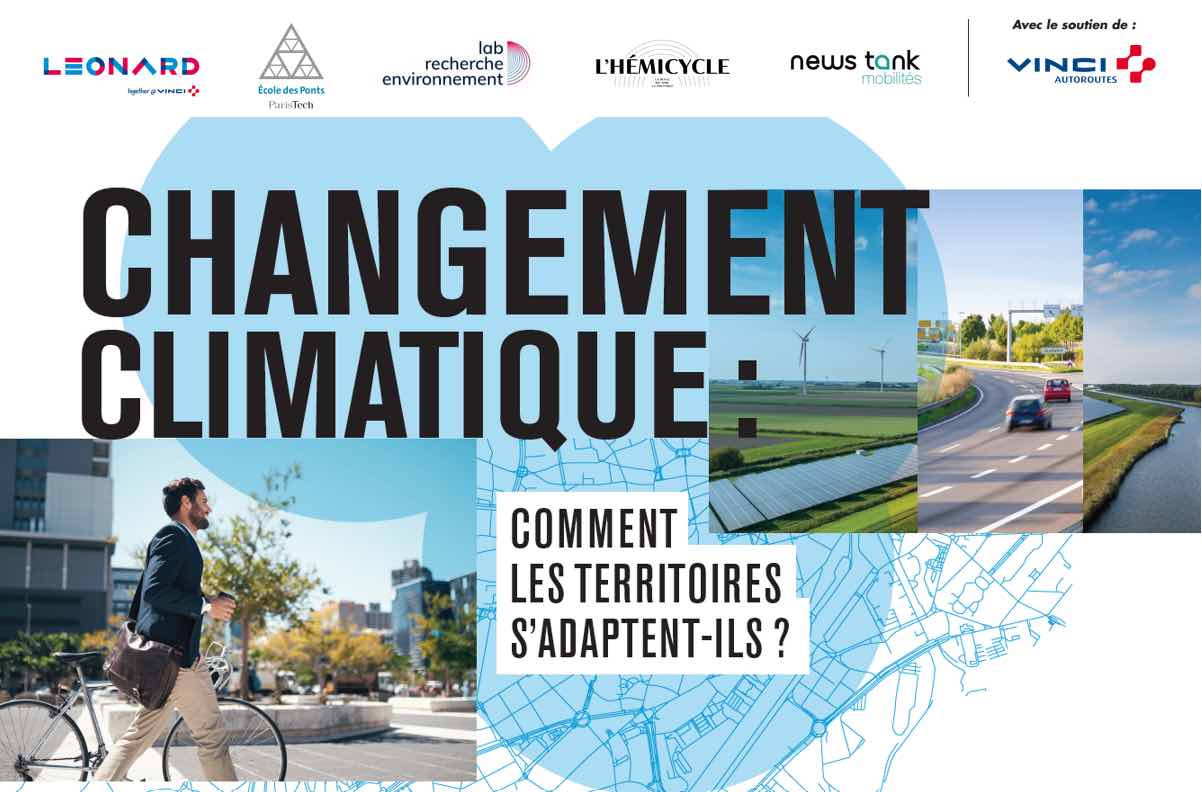 Avec le soutien de :
LEONARD
together @ VINCI
École des Ponts
ParisTech
lab
recherche
environnement
L'HÉMICYCLE
news tank
mobilités
VINCI
AUTOROUTES
CHANGEMENT
CLIMATIQUE :
COMMENT
LES TERRITOIRES
S'ADAPTENT-ILS ?